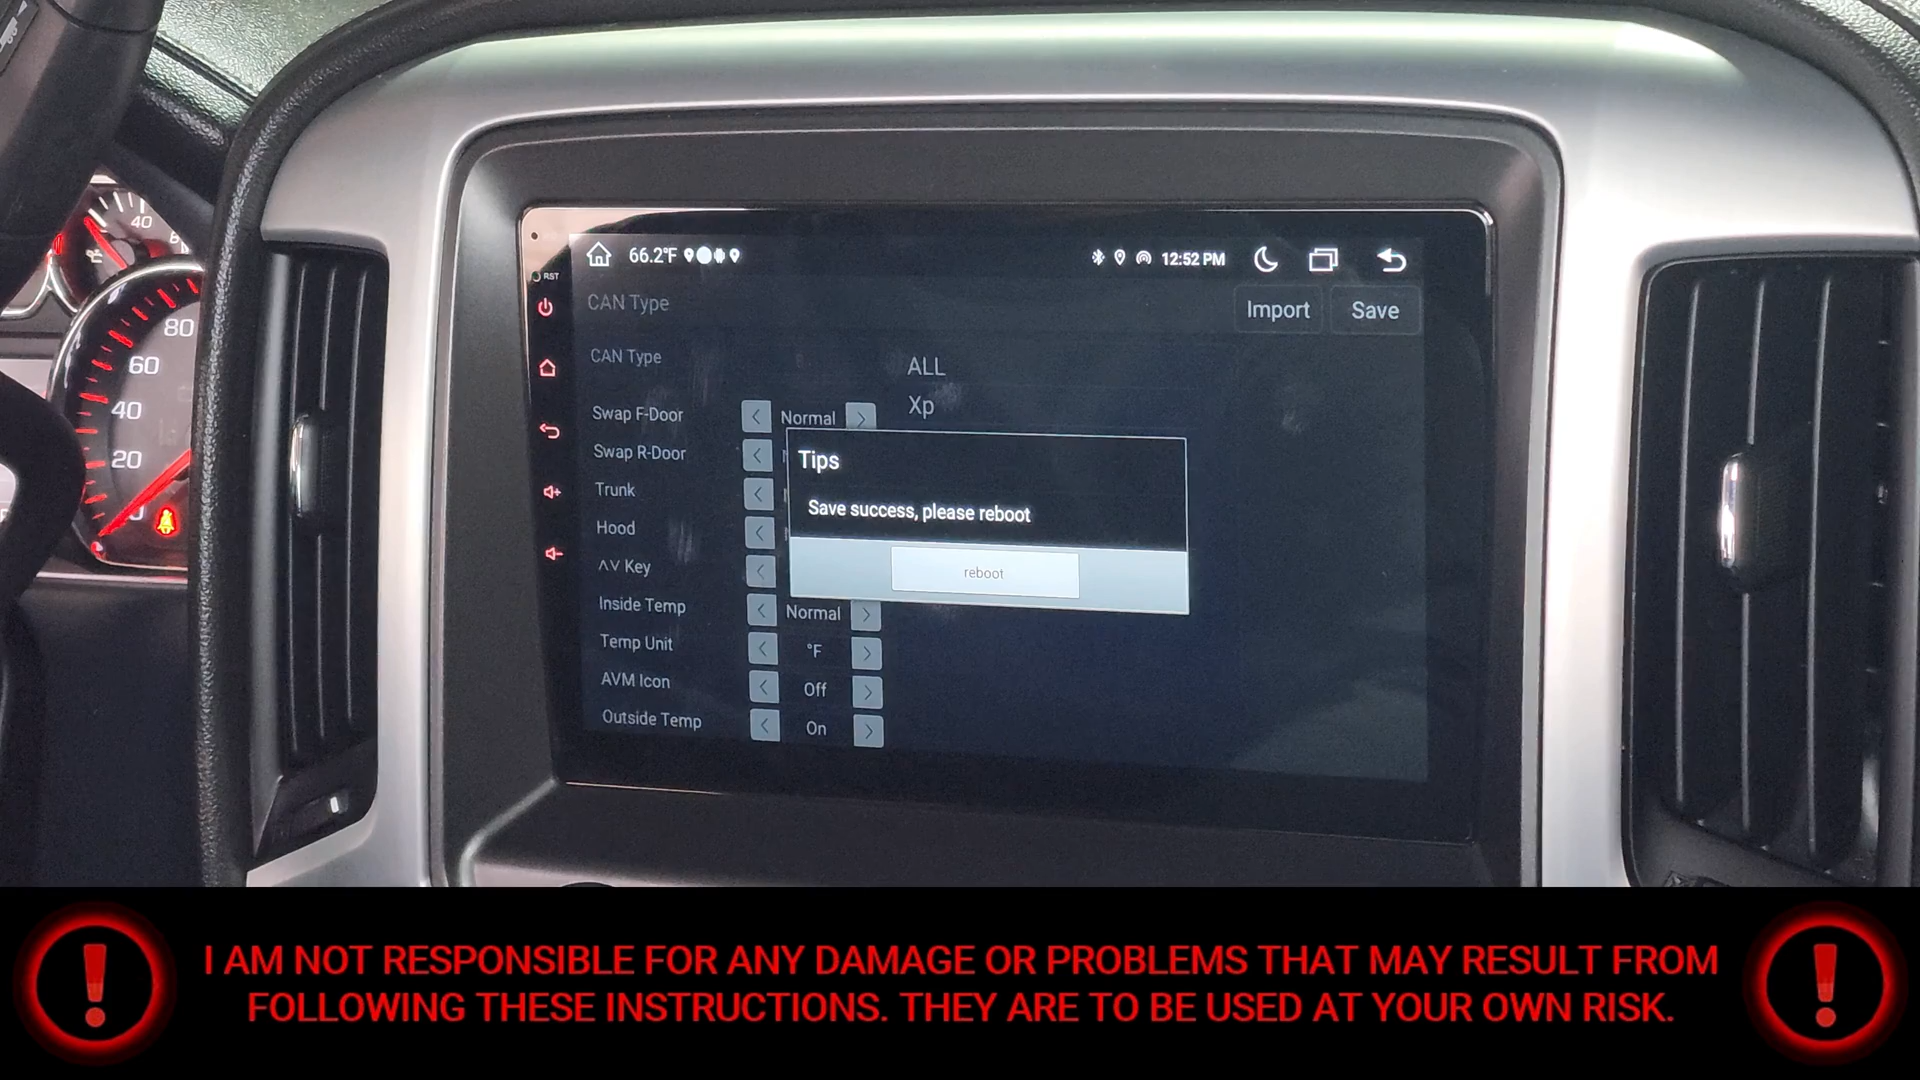 66.2°F
12:52 PM
RST
CAN Type
Import
Save
CAN Type
ALL
Xp
Swap F-Door
Normal
Swap R-Door
Tips
Trunk
Save success, please reboot
Hood
ΛV Key
reboot
Inside Temp
Normal
Temp Unit
°F
AVM Icon
Off
Outside Temp
On
40
80
60
40
20
I AM NOT RESPONSIBLE FOR ANY DAMAGE OR PROBLEMS THAT MAY RESULT FROM
FOLLOWING THESE INSTRUCTIONS. THEY ARE TO BE USED AT YOUR OWN RISK.